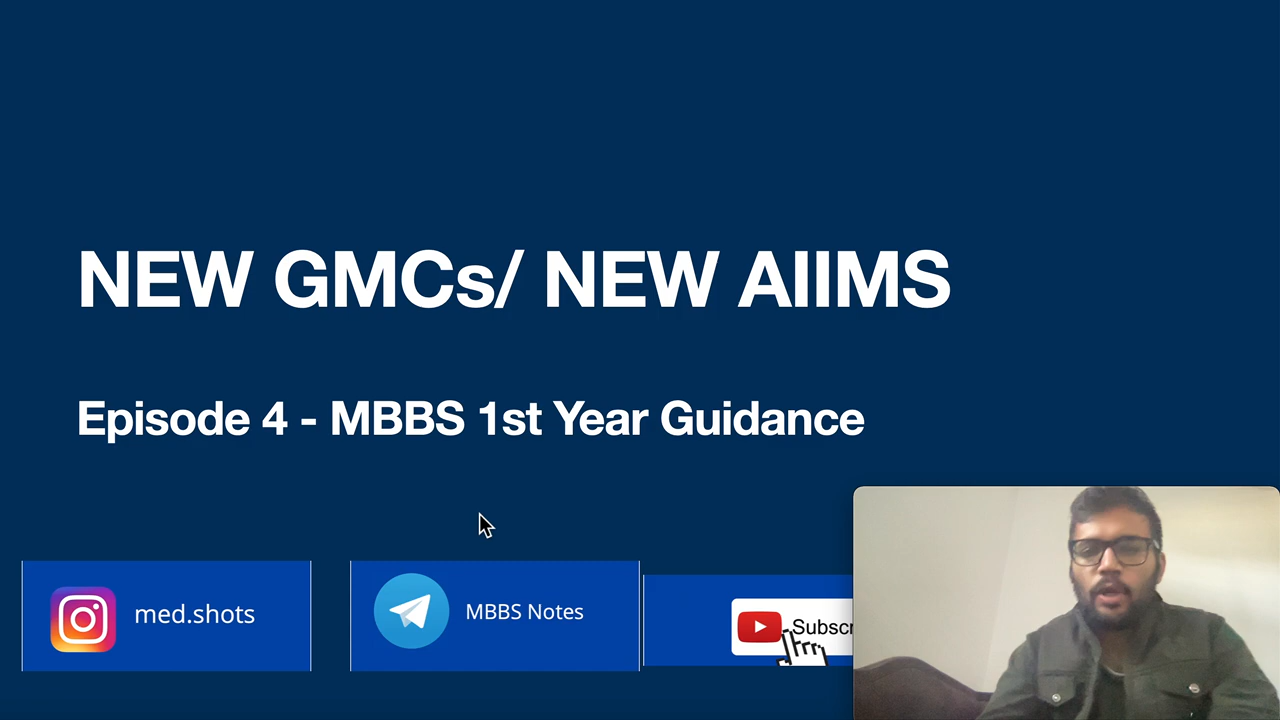 NEW GMCs/ NEW AIIMS
Episode 4 - MBBS 1st Year Guidance
med.shots
MBBS Notes